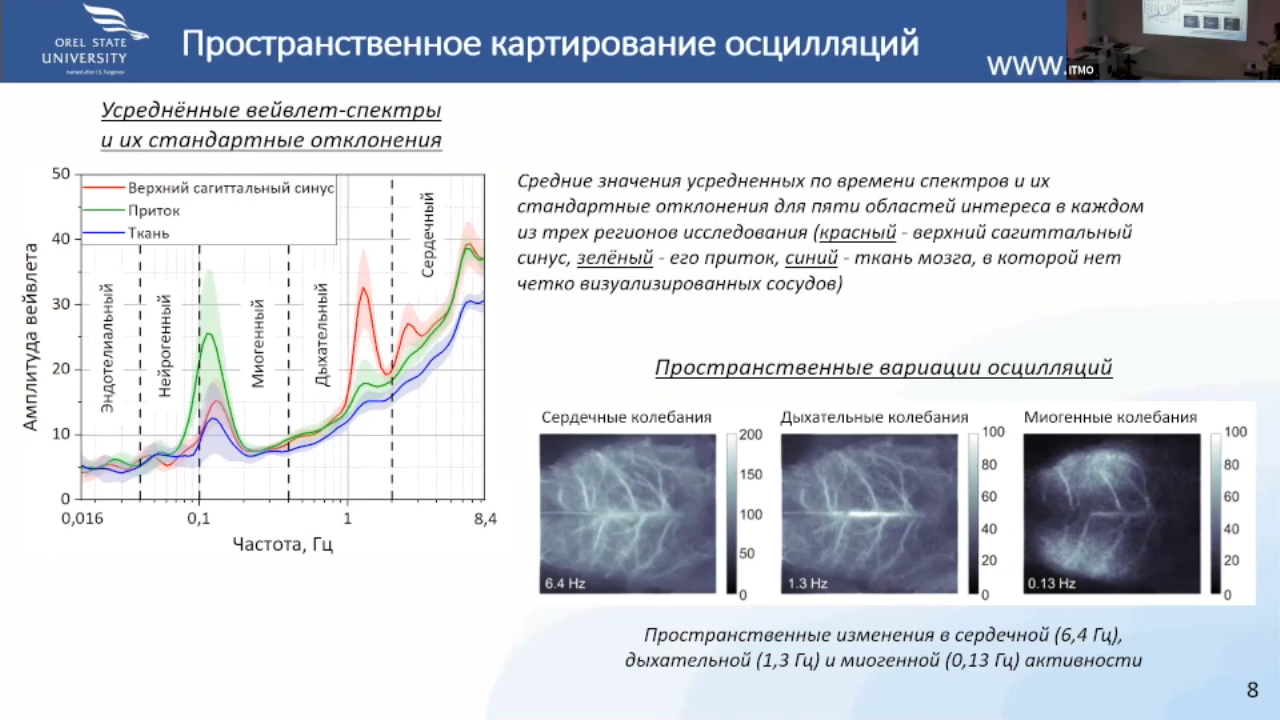 OREL STATE
UNIVERSITY
named after I.S. Turgenev
Пространственное картирование осцилляций
www.
ITMO
Усреднённые вейвлет-спектры
и их стандартные отклонения
Амплитуда вейвлета
50
40
30
20
10
0
Верхний сагиттальный синус
Приток
Ткань
Эндотелиальный
Нейрогенный
Миогенный
Дыхательный
Сердечный
0,016
0,1
1
8,4
Частота, Гц
Средние значения усредненных по времени спектров и их
стандартные отклонения для пяти областей интереса в каждом
из трех регионов исследования (красный - верхний сагиттальный
синус, зелёный - его приток, синий - ткань мозга, в которой нет
четко визуализированных сосудов)
Пространственные вариации осцилляций
Сердечные колебания
6.4 Hz
200
150
100
50
0
Дыхательные колебания
1.3 Hz
100
80
60
40
20
0
Миогенные колебания
0.13 Hz
100
80
60
40
20
0
Пространственные изменения в сердечной (6,4 Гц),
дыхательной (1,3 Гц) и миогенной (0,13 Гц) активности
8